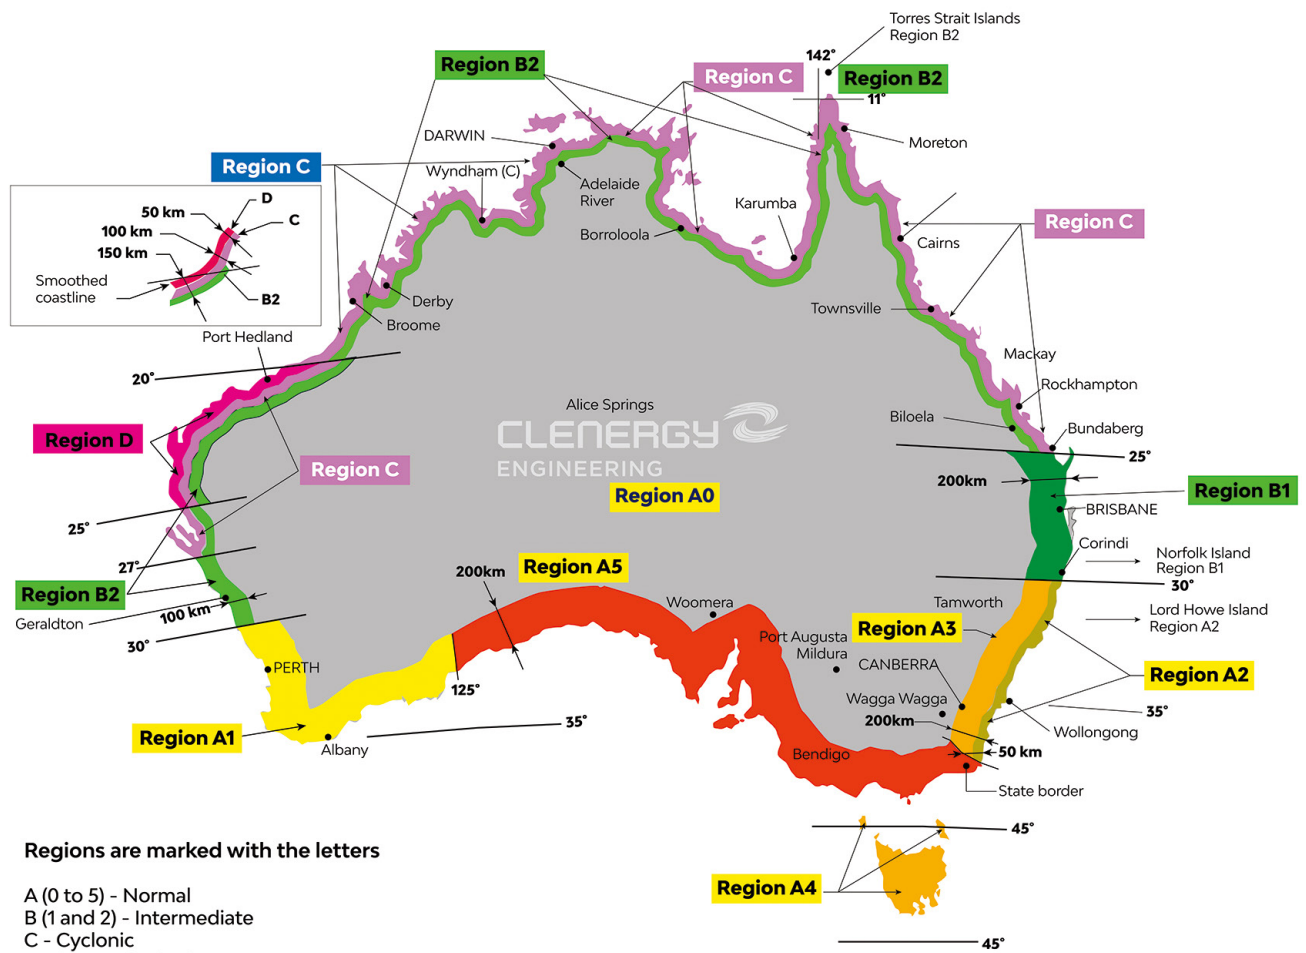 Torres Strait Islands
Region B2
142°
Region B2
Region C
Region B2
11°
DARWIN
Moreton
Region C
Wyndham (C)
Adelaide
River
Karumba
D
50 km
C
100 km
150 km
Smoothed
coastline
B2
Borroloola
Region C
Cairns
Derby
Broome
Townsville
Port Hedland
20°
Mackay
Rockhampton
Alice Springs
Biloela
Bundaberg
CLENERGY
ENGINEERING
Region D
Region C
25°
200km
Region A0
Region B1
BRISBANE
25°
27°
Corindi
Norfolk Island
Region B1
30°
Region A5
200km
Region B2
Geraldton
100 km
Woomera
Tamworth
Lord Howe Island
Region A2
30°
Region A3
Port Augusta
Mildura
CANBERRA
PERTH
125°
Region A2
Wagga Wagga
200km
35°
35°
Wollongong
Region A1
Albany
Bendigo
50 km
State border
45°
Regions are marked with the letters
Region A4
A (0 to 5) - Normal
B (1 and 2) - Intermediate
C - Cyclonic
45°